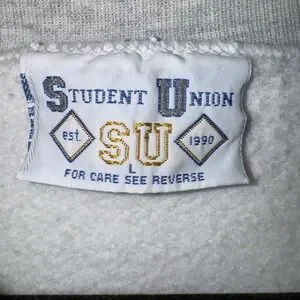 STUDENT UNION
est. SU 1990
L
FOR CARE SEE REVERSE